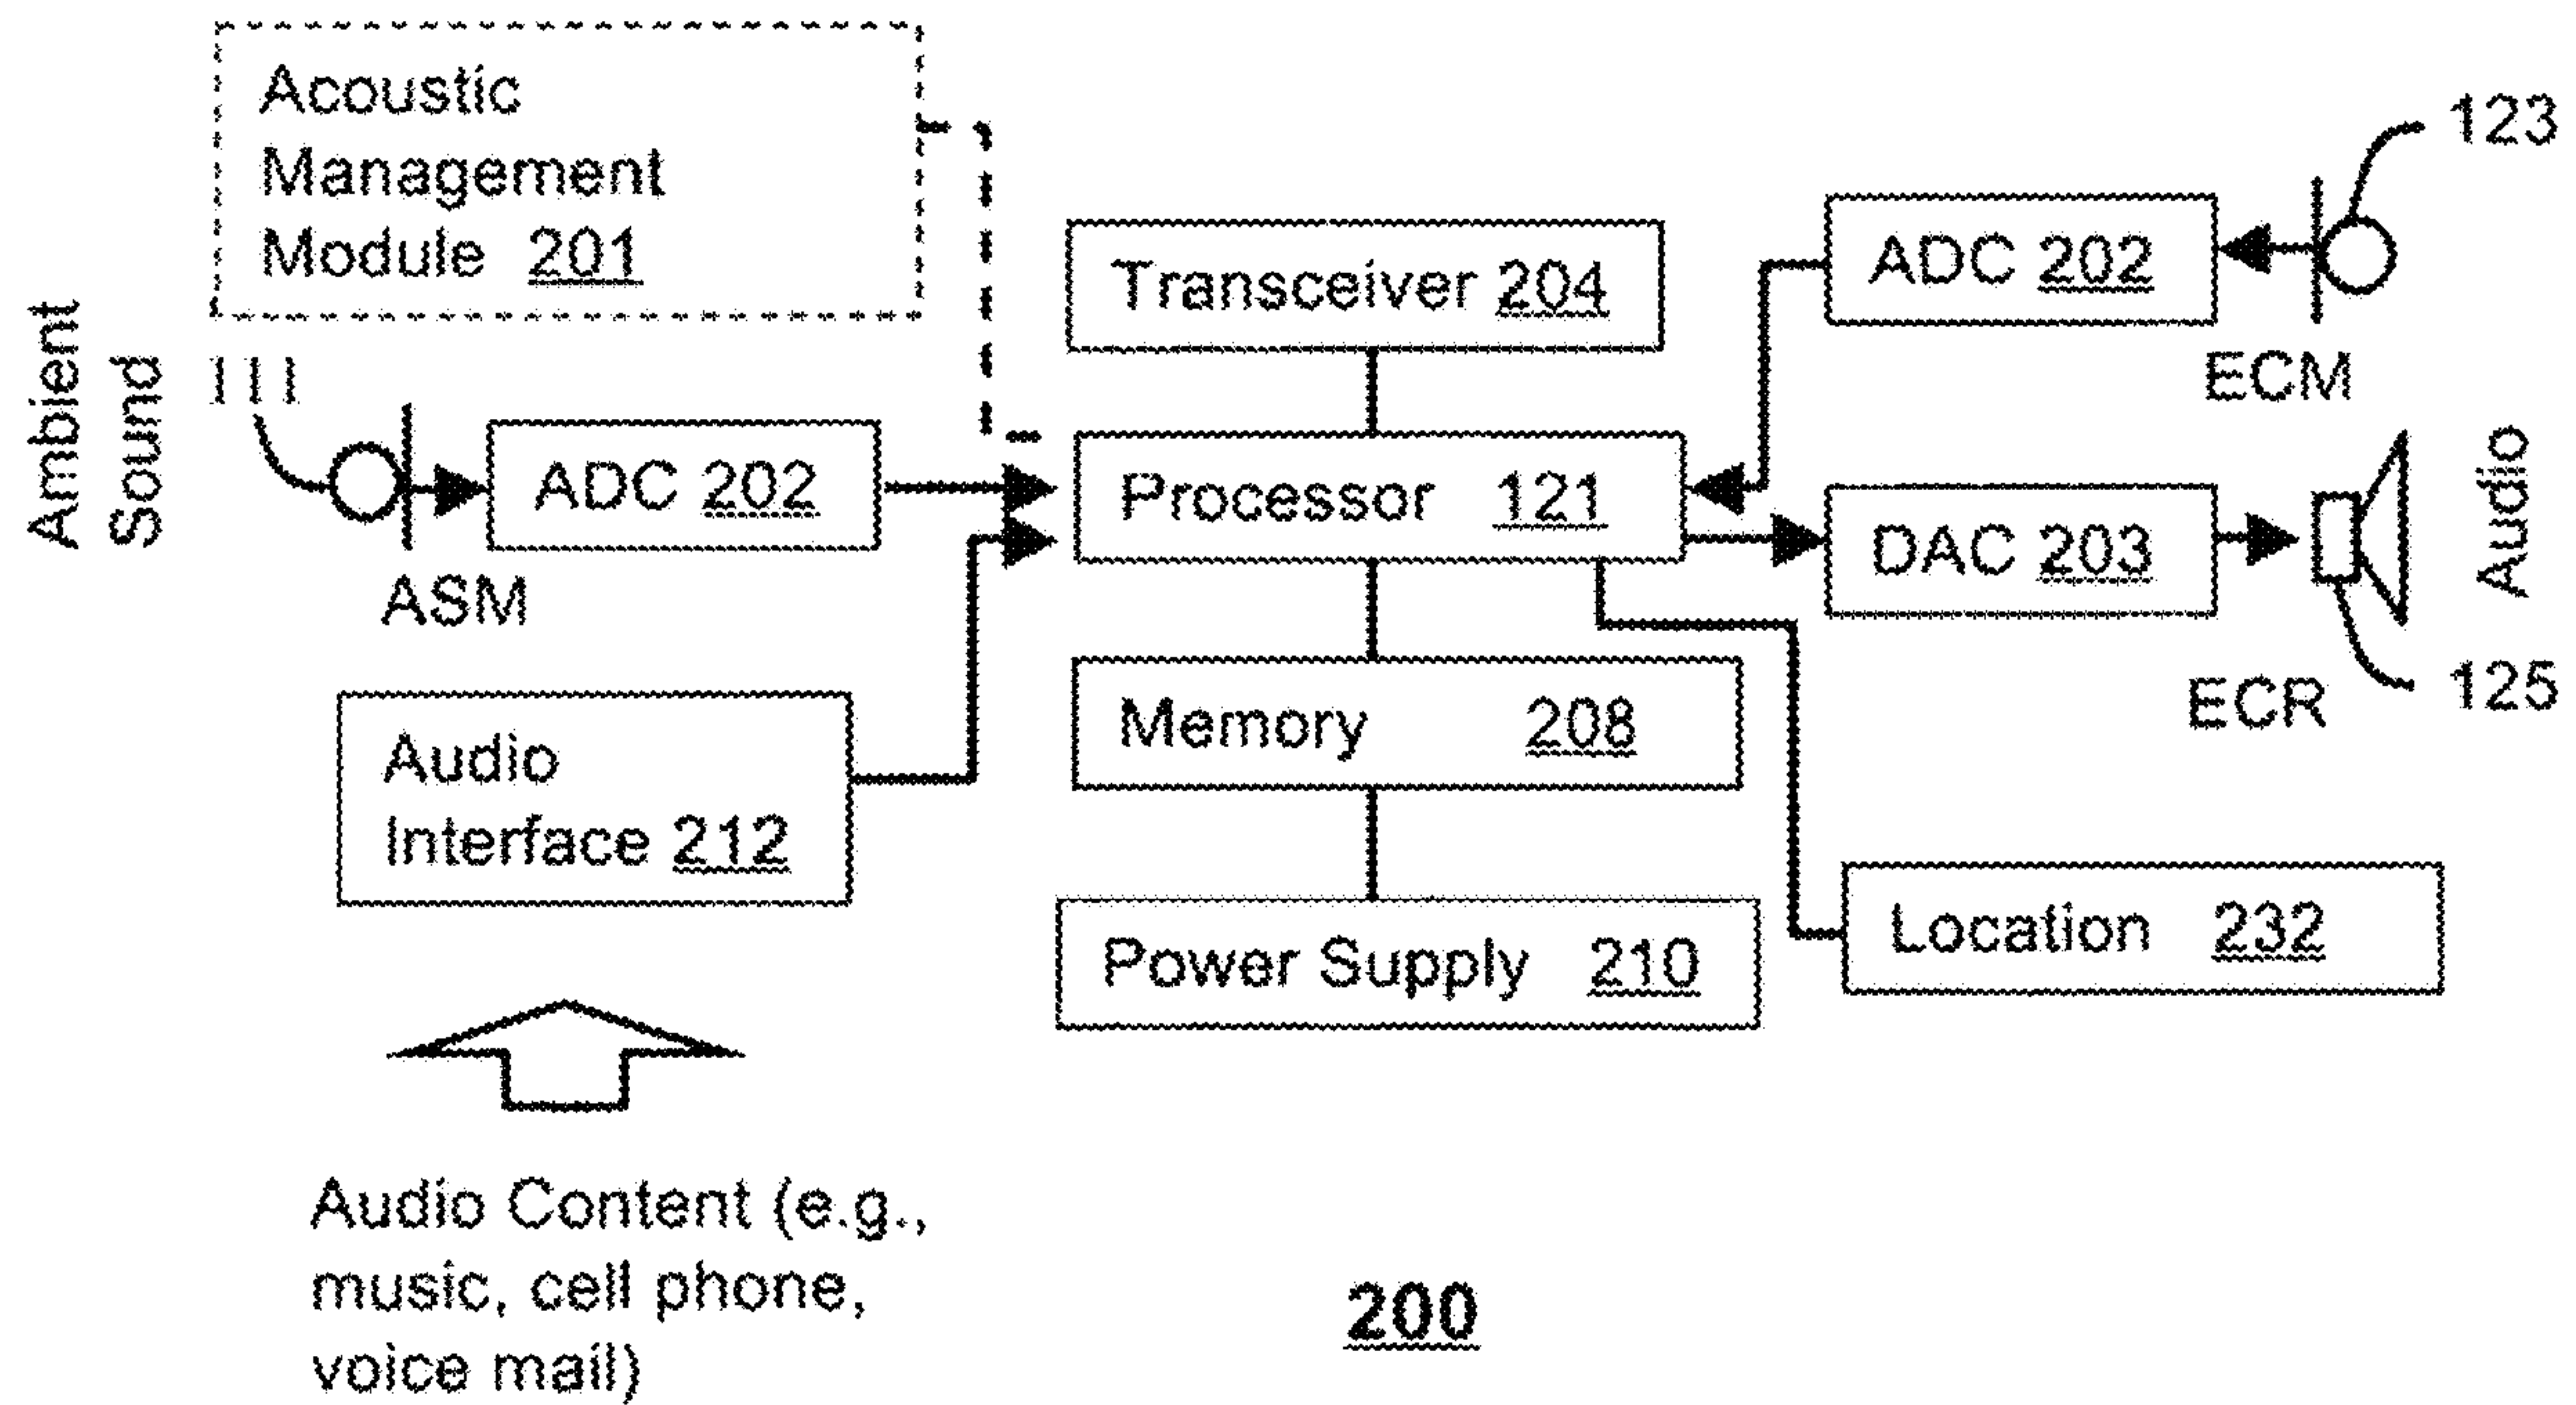 Acoustic
Management
Module 201
Ambient
Sound
111
ASM
ADC 202
Transceiver 204
ADC 202
123
ECM
Processor 121
DAC 203
Audio
125
ECR
Memory 208
Audio
Interface 212
Power Supply 210
Location 232
Audio Content (e.g.,
music, cell phone,
voice mail)
200